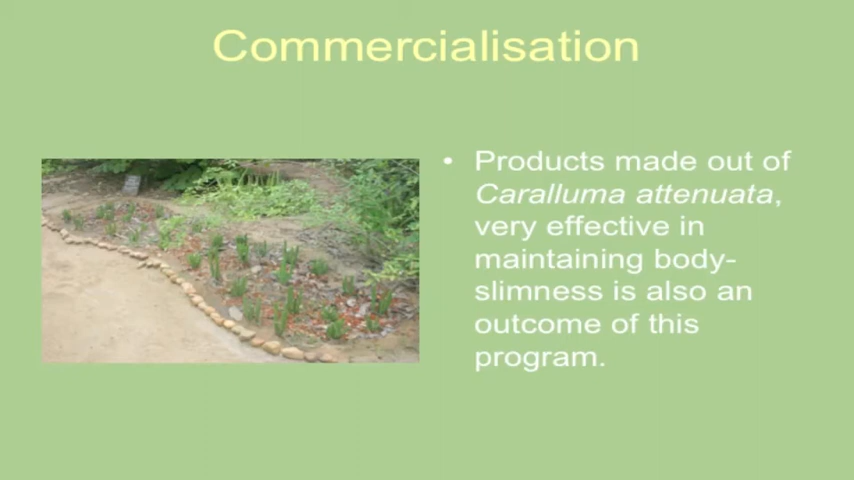 Commercialisation
• Products made out of
Caralluma attenuata,
very effective in
maintaining body-
slimness is also an
outcome of this
program.